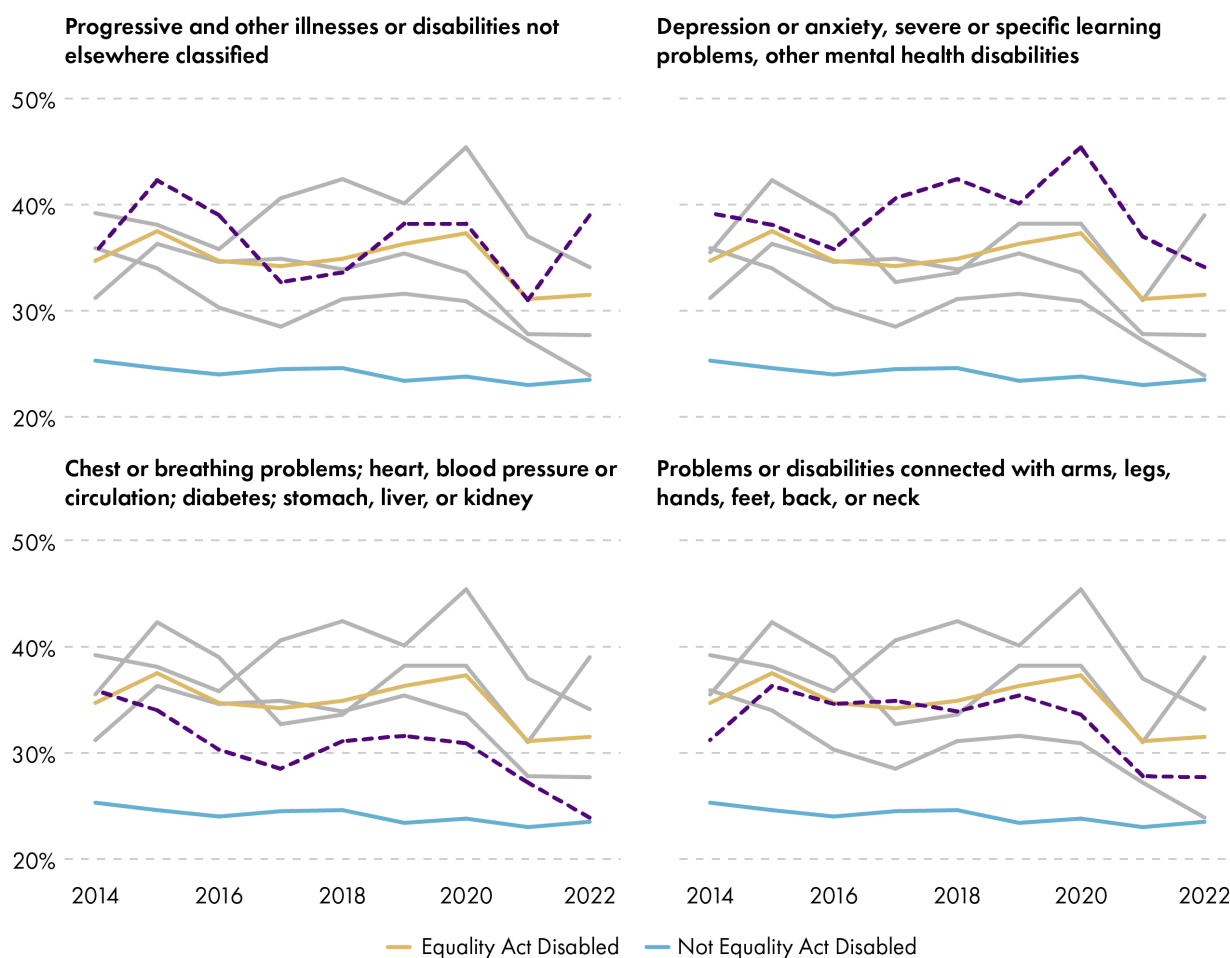 Progressive and other illnesses or disabilities not
elsewhere classified
Depression or anxiety, severe or specific learning
problems, other mental health disabilities
50%
40%
30%
20%
Chest or breathing problems; heart, blood pressure or
circulation; diabetes; stomach, liver, or kidney
Problems or disabilities connected with arms, legs,
hands, feet, back, or neck
50%
40%
30%
20%
2014 2016 2018 2020 2022
2014 2016 2018 2020 2022
Equality Act Disabled Not Equality Act Disabled